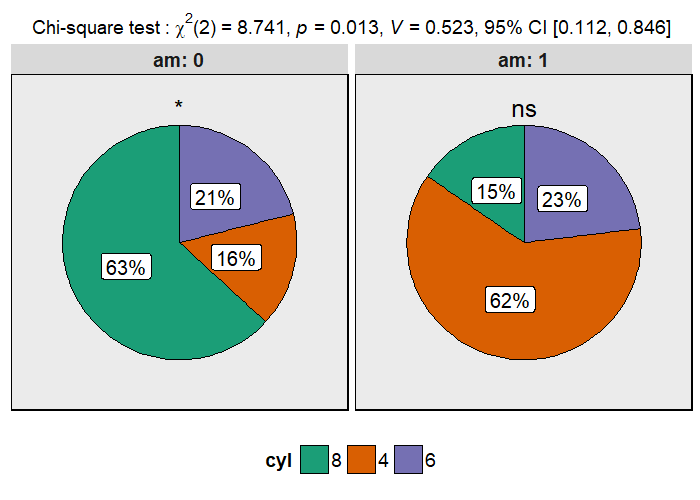 Chi-square test : χ²(2) = 8.741, p = 0.013, V = 0.523, 95% CI [0.112, 0.846]
am: 0
am: 1
*
ns
21%
16%
63%
15%
23%
62%
cyl 8 4 6